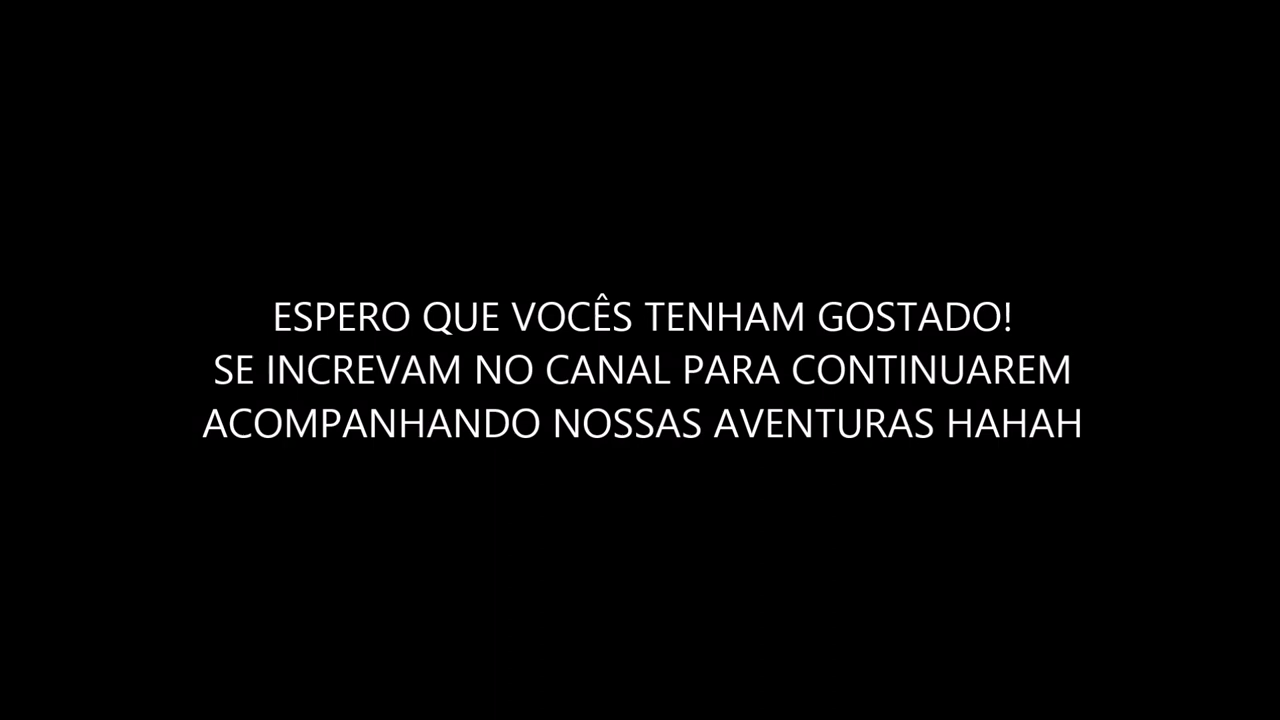 ESPERO QUE VOCÊS TENHAM GOSTADO!
SE INCREVAM NO CANAL PARA CONTINUAREM
ACOMPANHANDO NOSSAS AVENTURAS HAHAH